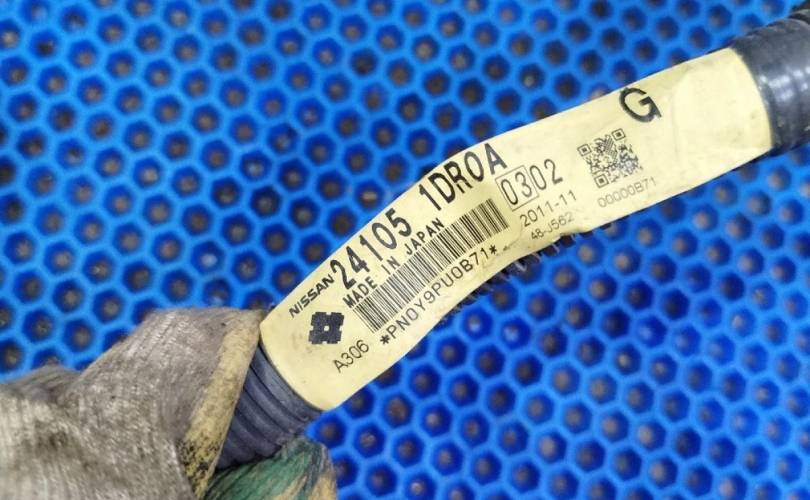 G
NISSAN 24105 1DR0A 0302
MADE IN JAPAN
2011-11
48-J562
00000B71
A306 *PN0Y9PU0B71*